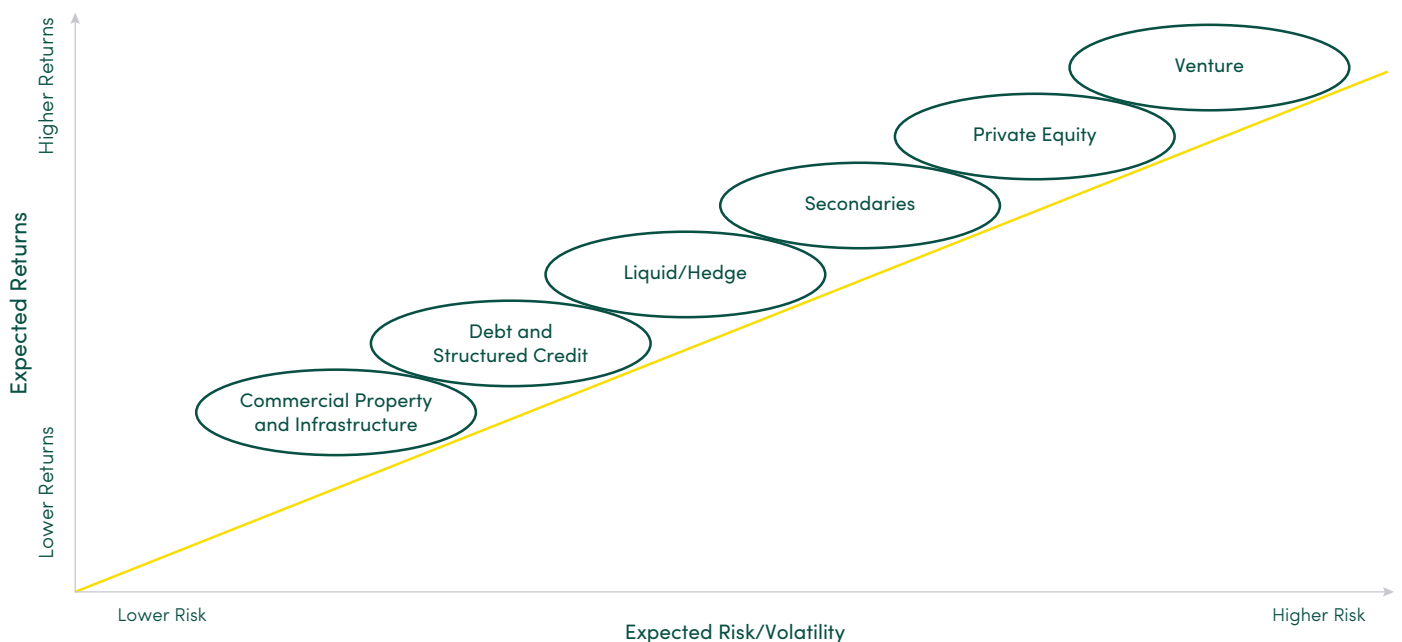 Higher Returns
Expected Returns
Lower Returns
Venture
Private Equity
Secondaries
Liquid/Hedge
Debt and
Structured Credit
Commercial Property
and Infrastructure
Lower Risk
Expected Risk/Volatility
Higher Risk